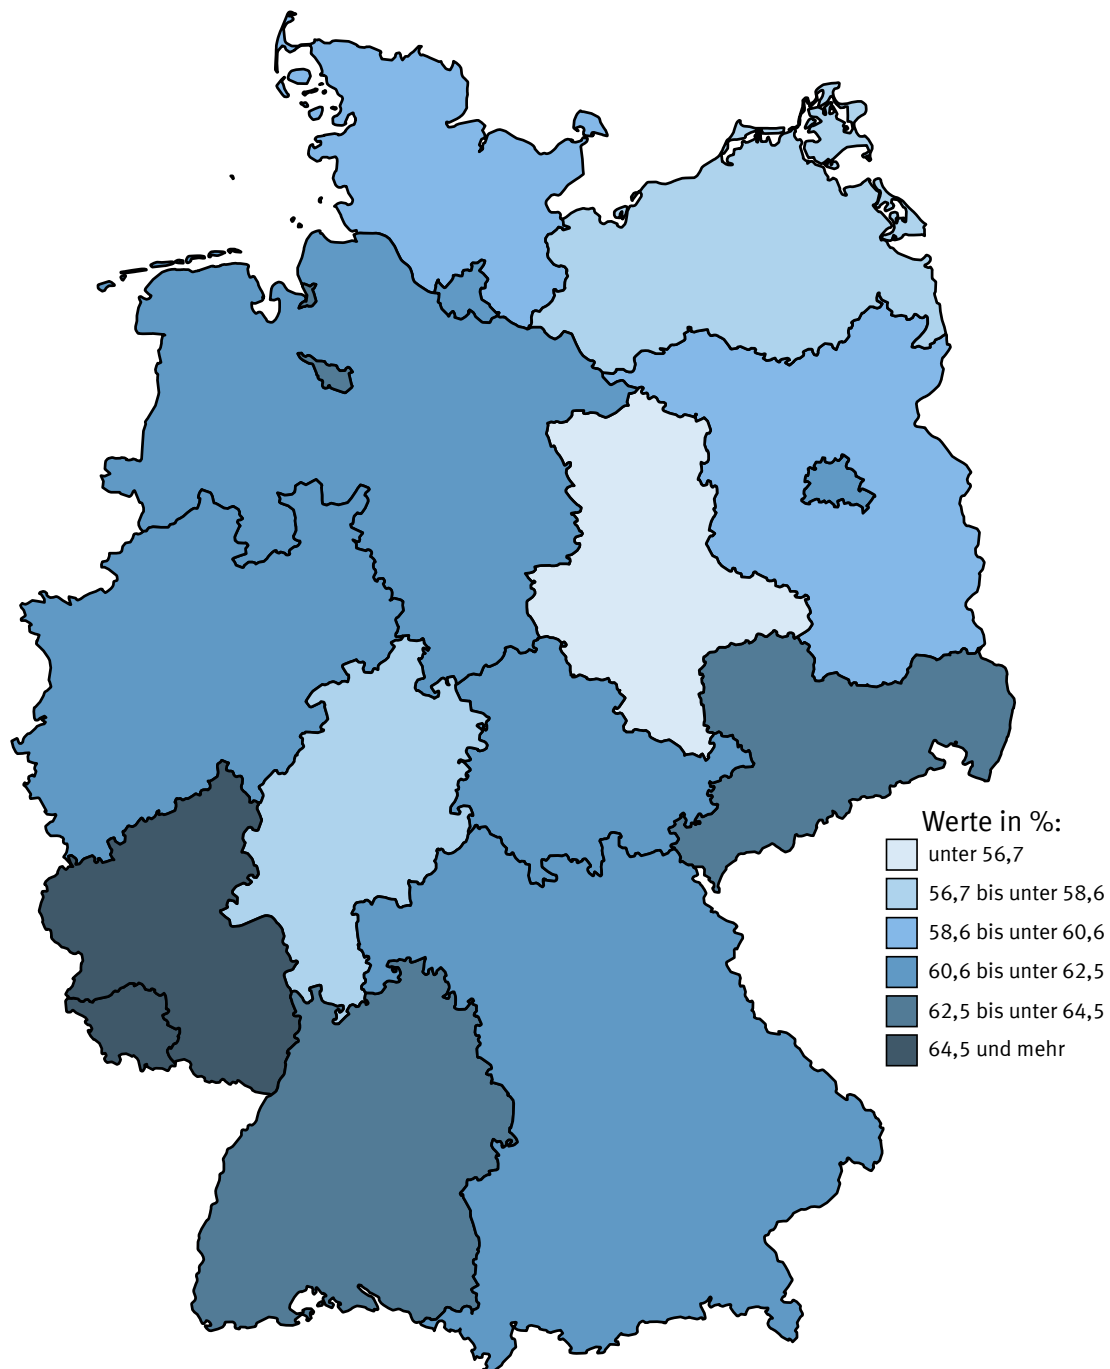 Werte in %:
unter 56,7
56,7 bis unter 58,6
58,6 bis unter 60,6
60,6 bis unter 62,5
62,5 bis unter 64,5
64,5 und mehr